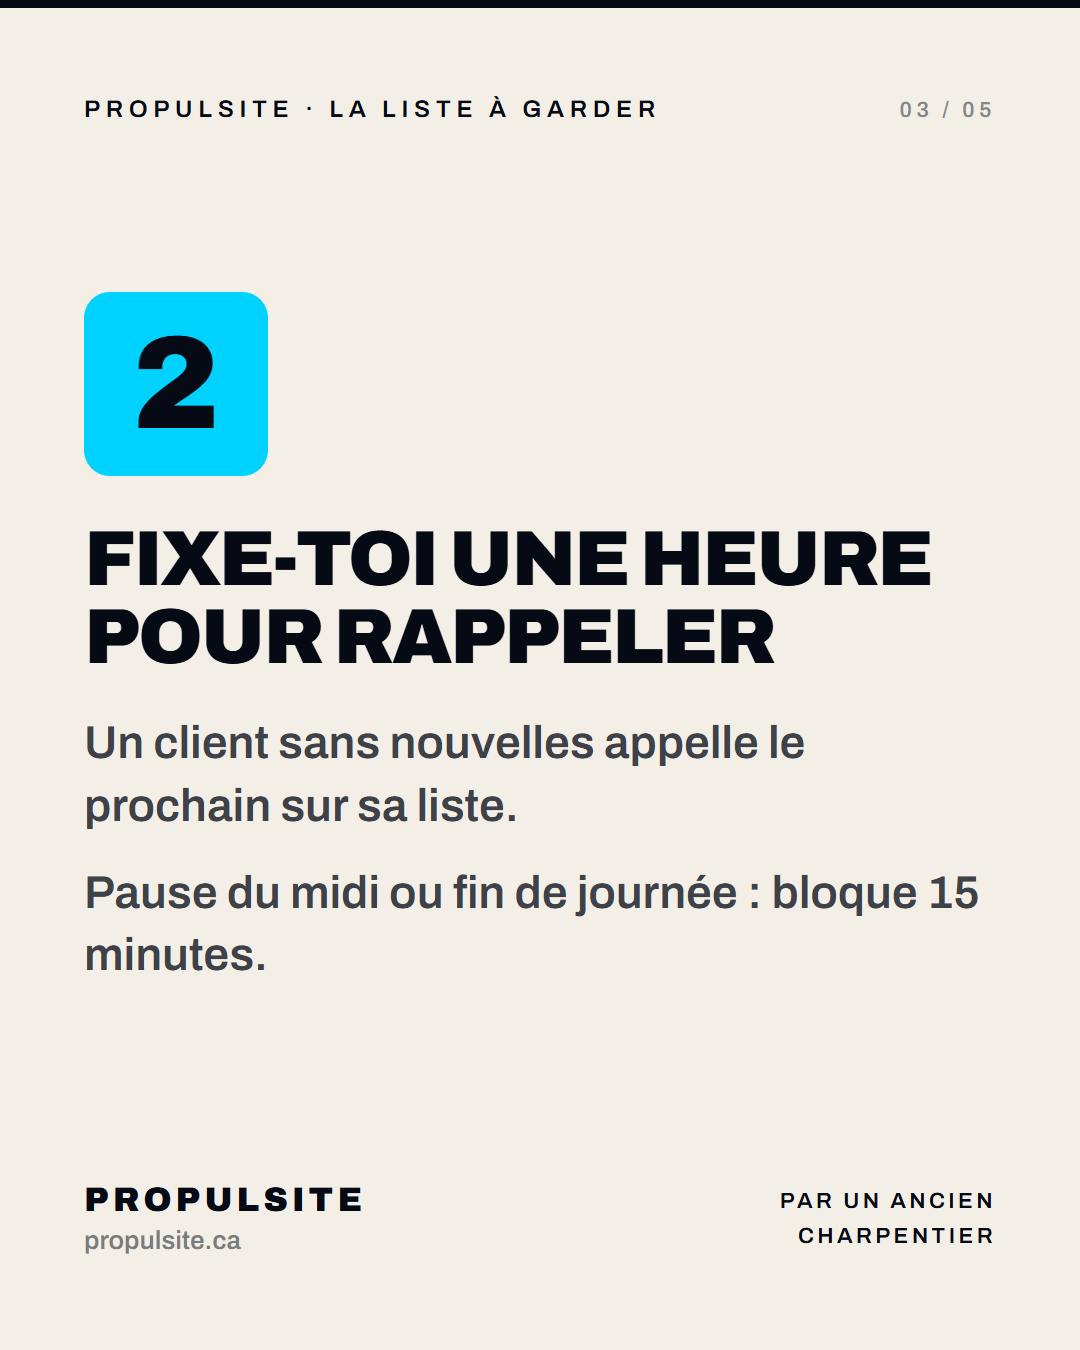 PROPULSITE · LA LISTE À GARDER
03 / 05
2
FIXE-TOI UNE HEURE
POUR RAPPELER
Un client sans nouvelles appelle le
prochain sur sa liste.
Pause du midi ou fin de journée : bloque 15
minutes.
PROPULSITE
propulsite.ca
PAR UN ANCIEN
CHARPENTIER